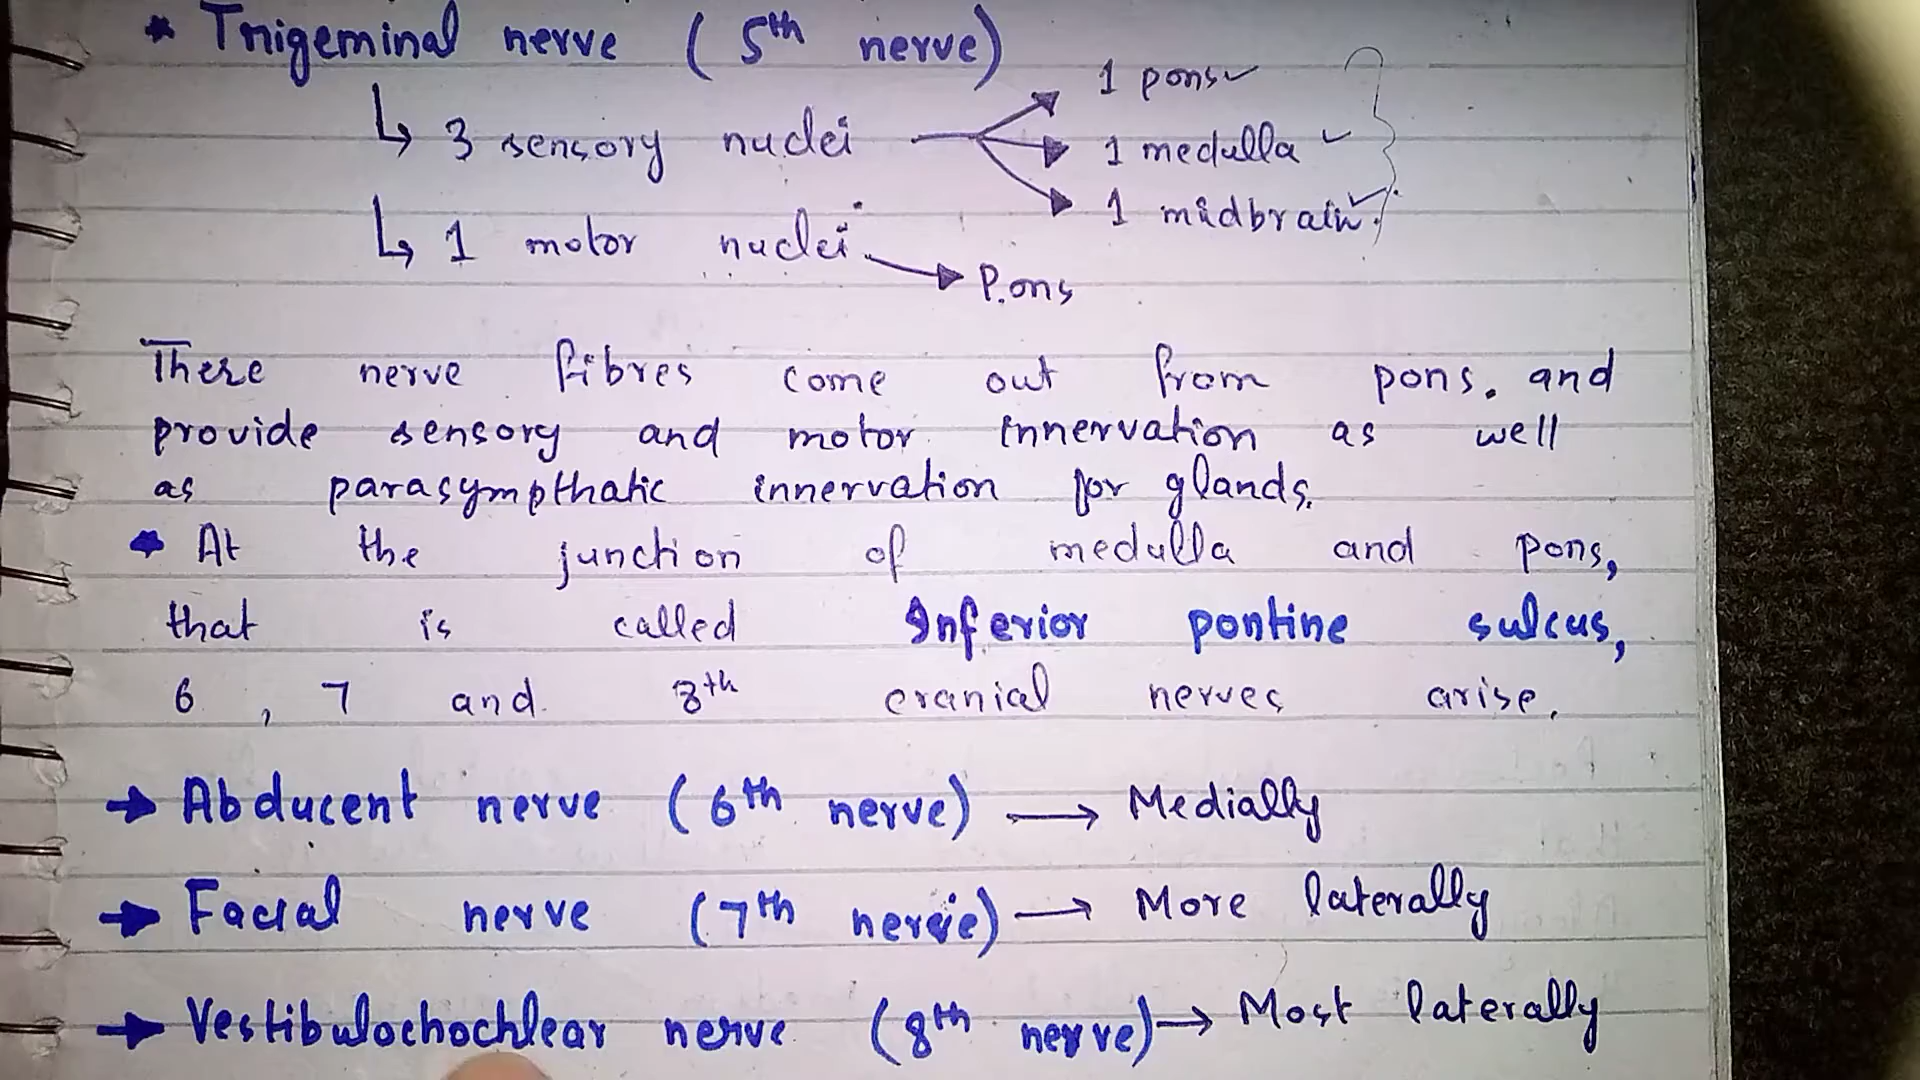 * Trigeminal nerve (5th nerve)
↳ 3 sensory nuclei → 1 pons ✓
→ 1 medulla ✓
→ 1 midbrain ✓
↳ 1 motor nuclei → Pons
There nerve fibres come out from pons. and
provide sensory and motor innervation as well
as parasympthatic innervation for glands.
* At the junction of medulla and pons,
that is called Inferior pontine sulcus,
6, 7 and 8th cranial nerves arise.
→ Abducent nerve (6th nerve) → Medially
→ Facial nerve (7th nerve) → More laterally
→ Vestibulochochlear nerve (8th nerve) → Most laterally